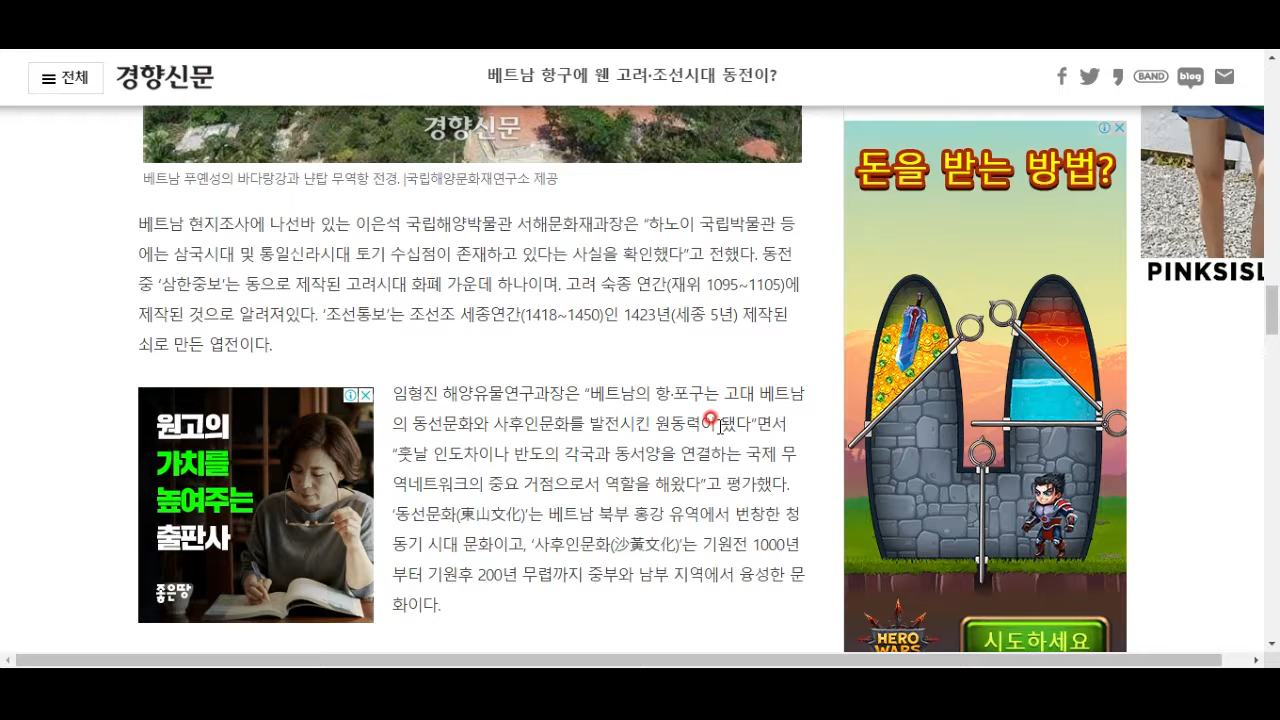 전체
경향신문
베트남 항구에 웬 고려·조선시대 동전이?
BAND
blog
경향신문
베트남 푸옌성의 바다랑강과 냔탑 무역항 전경. |국립해양문화재연구소 제공
베트남 현지조사에 나선바 있는 이은석 국립해양박물관 서해문화재과장은 “하노이 국립박물관 등
에는 삼국시대 및 통일신라시대 토기 수십점이 존재하고 있다는 사실을 확인했다”고 전했다. 동전
중 ‘삼한중보’는 동으로 제작된 고려시대 화폐 가운데 하나이며. 고려 숙종 연간(재위 1095~1105)에
제작된 것으로 알려져있다. ‘조선통보’는 조선조 세종연간(1418~1450)인 1423년(세종 5년) 제작된
쇠로 만든 엽전이다.
임형진 해양유물연구과장은 “베트남의 항·포구는 고대 베트남
의 동선문화와 사후인문화를 발전시킨 원동력이 됐다”면서
“훗날 인도차이나 반도의 각국과 동서양을 연결하는 국제 무
역네트워크의 중요 거점으로서 역할을 해왔다”고 평가했다.
‘동선문화(東山文化)’는 베트남 북부 홍강 유역에서 번창한 청
동기 시대 문화이고, ‘사후인문화(沙黃文化)’는 기원전 1000년
부터 기원후 200년 무렵까지 중부와 남부 지역에서 융성한 문
화이다.
원고의
가치를
높여주는
출판사
좋은땅
돈을 받는 방법?
HERO
WARS
시도하세요
PINKSISL